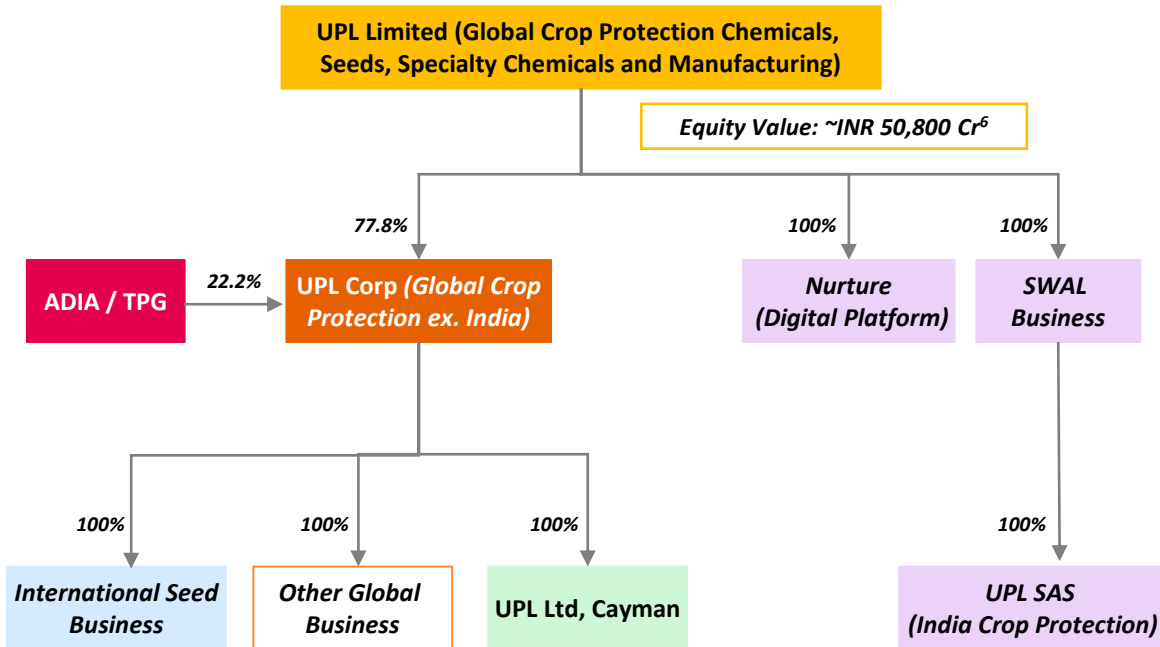 UPL Limited (Global Crop Protection Chemicals,
Seeds, Specialty Chemicals and Manufacturing)
Equity Value: ~INR 50,800 Cr⁶
77.8%
100%
100%
ADIA / TPG
22.2%
UPL Corp (Global Crop
Protection ex. India)
Nurture
(Digital Platform)
SWAL
Business
100%
100%
100%
100%
International Seed
Business
Other Global
Business
UPL Ltd, Cayman
UPL SAS
(India Crop Protection)